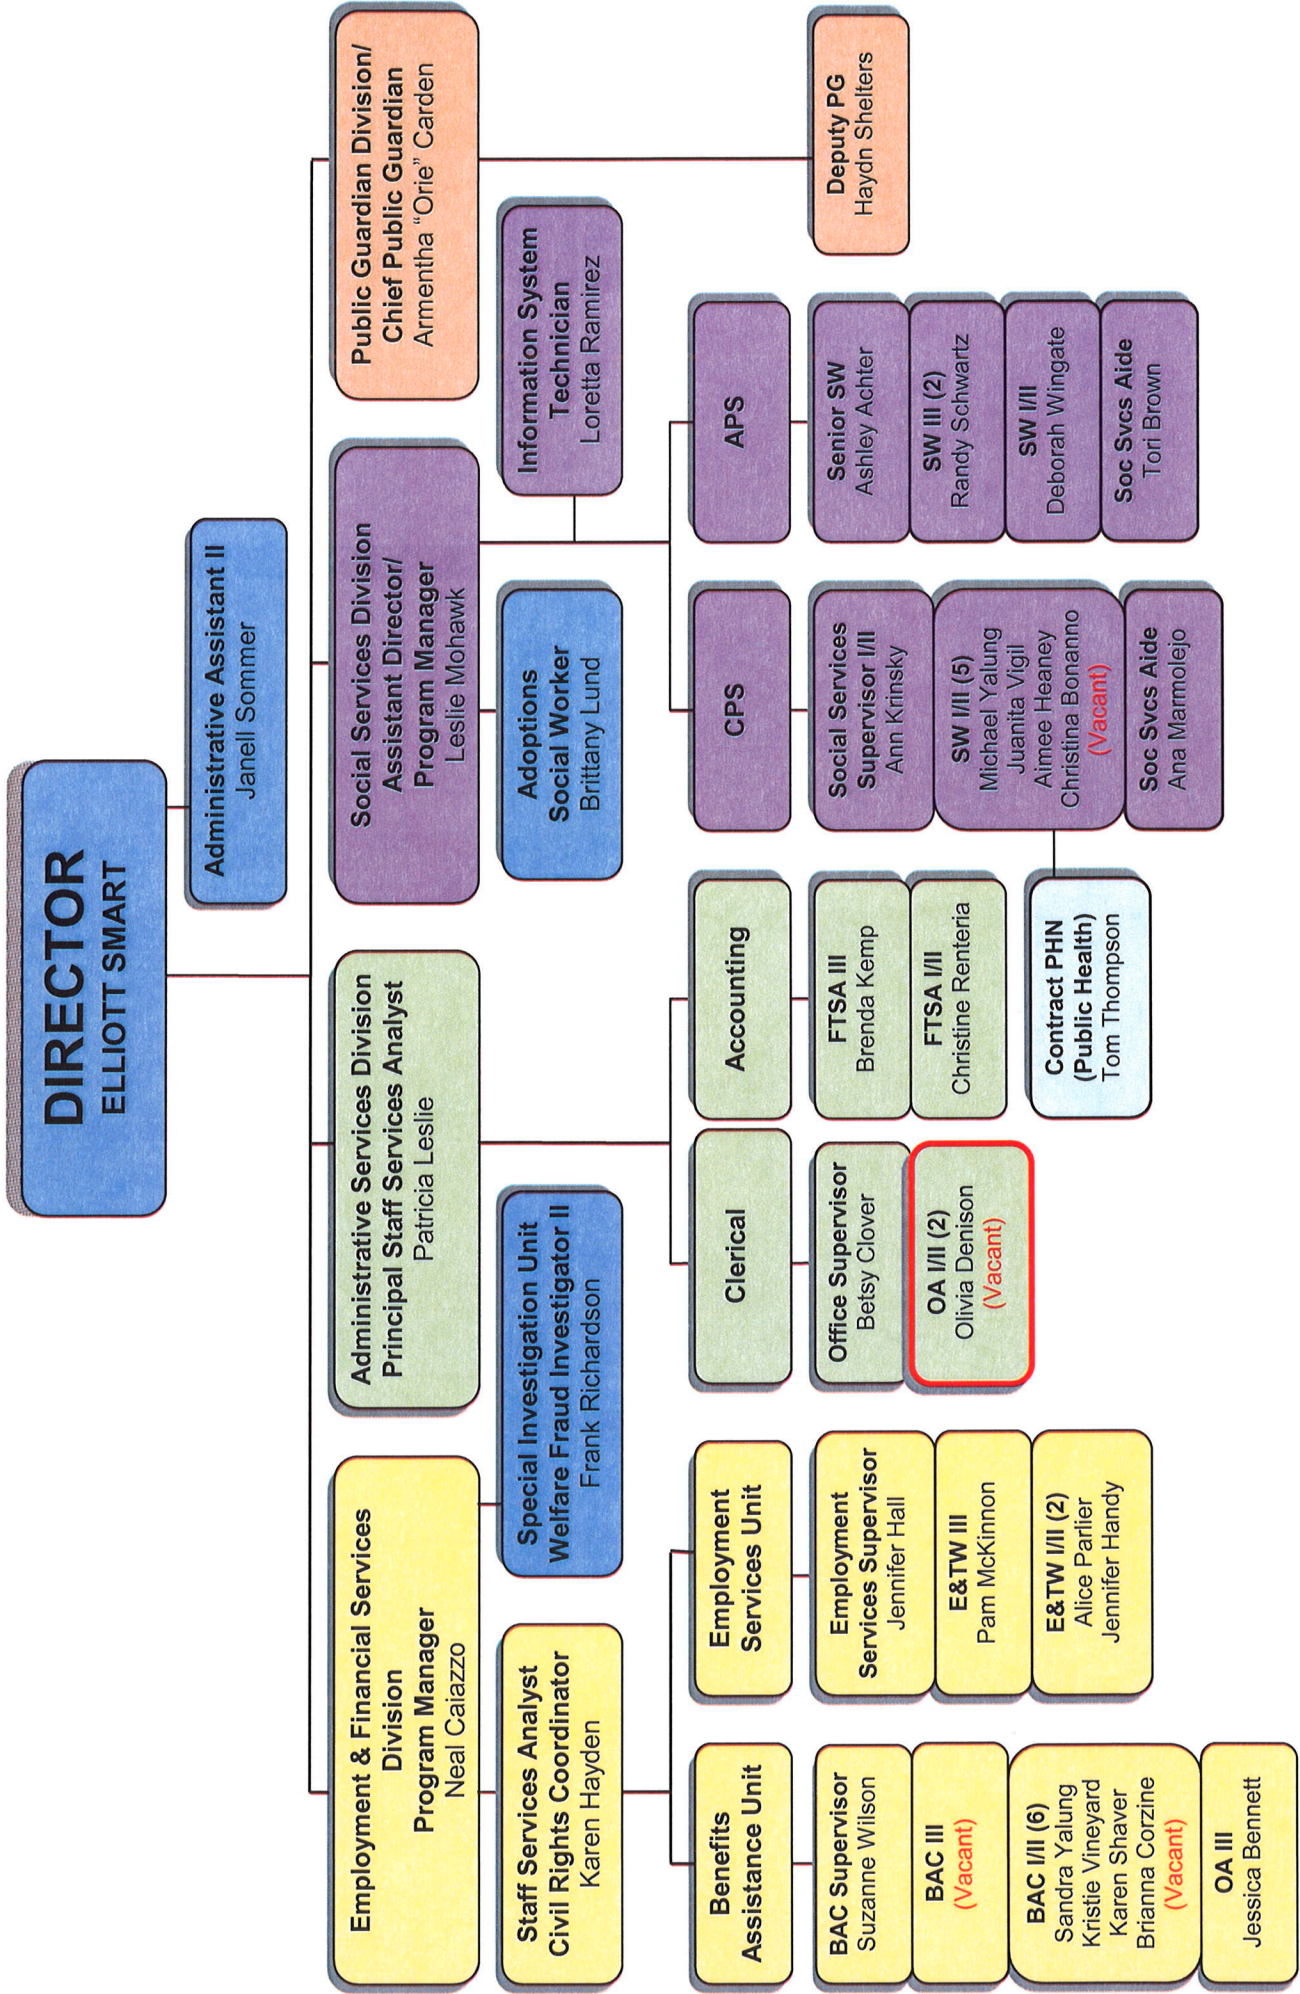 DIRECTOR
ELLIOTT SMART
Administrative Assistant II
Janell Sommer
Employment & Financial Services
Division
Program Manager
Neal Caiazzo
Administrative Services Division
Principal Staff Services Analyst
Patricia Leslie
Social Services Division
Assistant Director/
Program Manager
Leslie Mohawk
Public Guardian Division/
Chief Public Guardian
Armentha “Orie” Carden
Staff Services Analyst
Civil Rights Coordinator
Karen Hayden
Special Investigation Unit
Welfare Fraud Investigator II
Frank Richardson
Adoptions
Social Worker
Brittany Lund
Information System
Technician
Loretta Ramirez
Benefits
Assistance Unit
Employment
Services Unit
Clerical
Accounting
CPS
APS
BAC Supervisor
Suzanne Wilson
BAC III
(Vacant)
BAC I/II (6)
Sandra Yalung
Kristie Vineyard
Karen Shaver
Brianna Corzine
(Vacant)
OA III
Jessica Bennett
Employment
Services Supervisor
Jennifer Hall
E&TW III
Pam McKinnon
E&TW I/II (2)
Alice Parlier
Jennifer Handy
Office Supervisor
Betsy Clover
OA I/II (2)
Olivia Denison
(Vacant)
FTSA III
Brenda Kemp
FTSA I/II
Christine Renteria
Contract PHN
(Public Health)
Tom Thompson
Social Services
Supervisor I/II
Ann Krinsky
SW I/II (5)
Michael Yalung
Juanita Vigil
Aimee Heaney
Christina Bonanno
(Vacant)
Soc Svcs Aide
Ana Marmolejo
Senior SW
Ashley Achter
SW III (2)
Randy Schwartz
SW I/II
Deborah Wingate
Soc Svcs Aide
Tori Brown
Deputy PG
Haydn Shelters